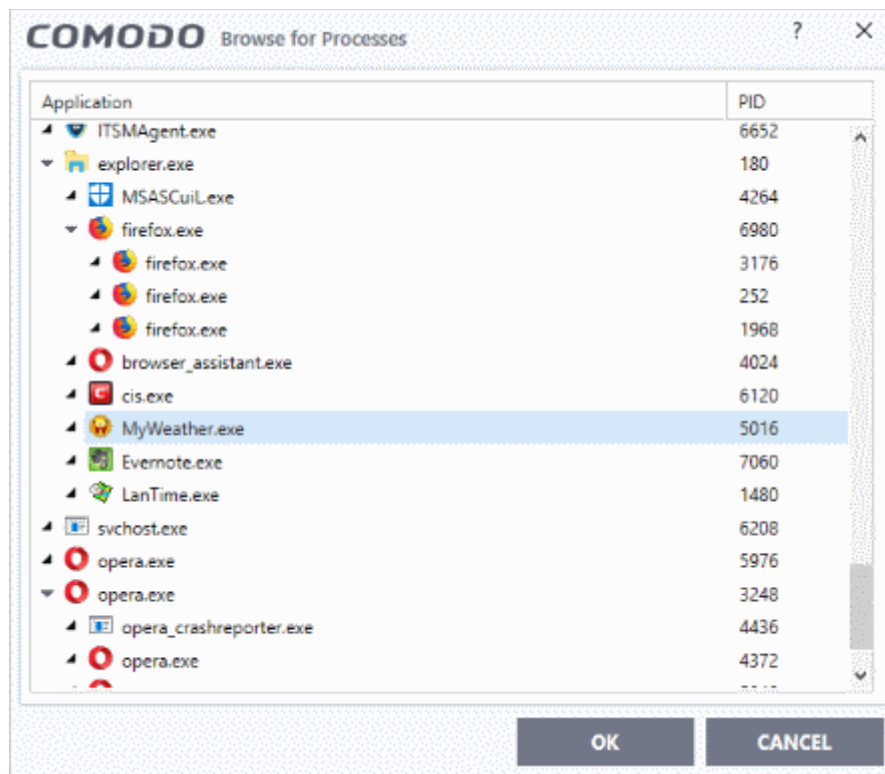 COMODO Browse for Processes ?
Application PID
ITSMAgent.exe 6652
explorer.exe 180
MSASCuiL.exe 4264
firefox.exe 6980
firefox.exe 3176
firefox.exe 252
firefox.exe 1968
browser_assistant.exe 4024
cis.exe 6120
MyWeather.exe 5016
Evernote.exe 7060
LanTime.exe 1480
svchost.exe 6208
opera.exe 5976
opera.exe 3248
opera_crashreporter.exe 4436
opera.exe 4372
OK CANCEL